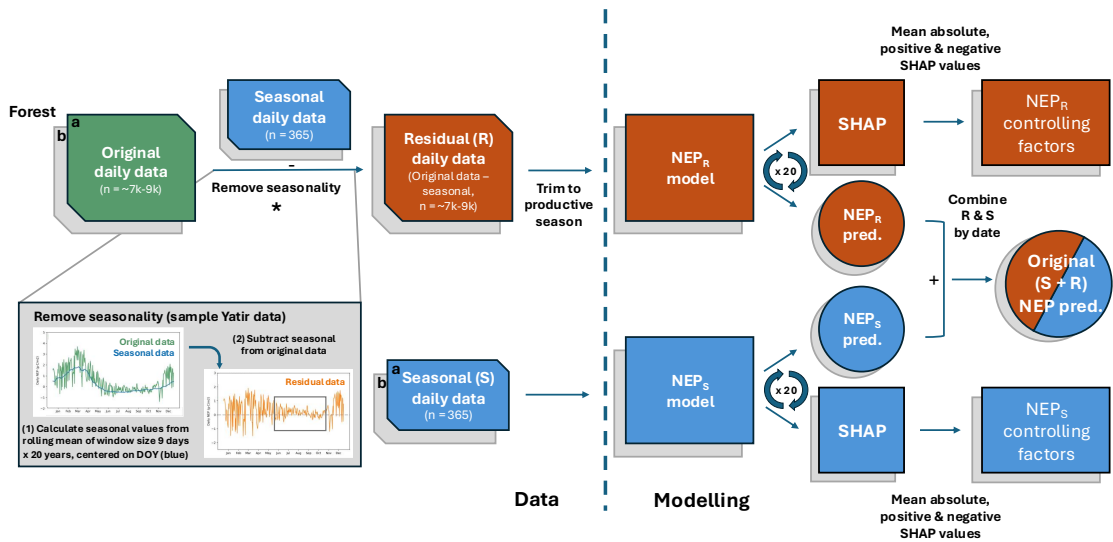 Forest
b
a
Original
daily data
(n = ~7k-9k)
Seasonal
daily data
(n = 365)
-
Remove seasonality
*
Residual (R)
daily data
(Original data –
seasonal,
n = ~7k-9k)
Trim to
productive
season
NEPR
model
x 20
SHAP
Mean absolute,
positive & negative
SHAP values
NEPR
controlling
factors
NEPR
pred.
Combine
R & S
by date
+
Original
(S + R)
NEP pred.
NEPS
pred.
Remove seasonality (sample Yatir data)
Original data
Seasonal data
(2) Subtract seasonal
from original data
Residual data
(1) Calculate seasonal values from
rolling mean of window size 9 days
x 20 years, centered on DOY (blue)
b
a
Seasonal (S)
daily data
(n = 365)
NEPS
model
x 20
SHAP
NEPS
controlling
factors
Mean absolute,
positive & negative
SHAP values
Data
Modelling